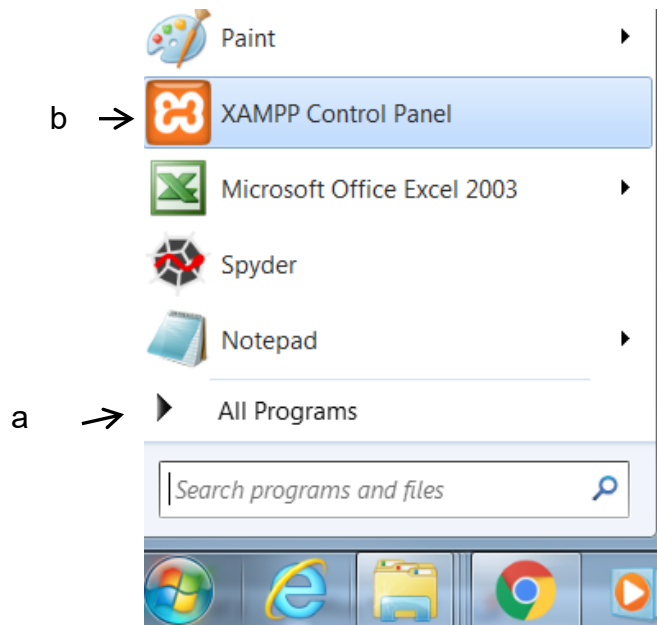 Paint
b
XAMPP Control Panel
Microsoft Office Excel 2003
Spyder
Notepad
a
All Programs
Search programs and files